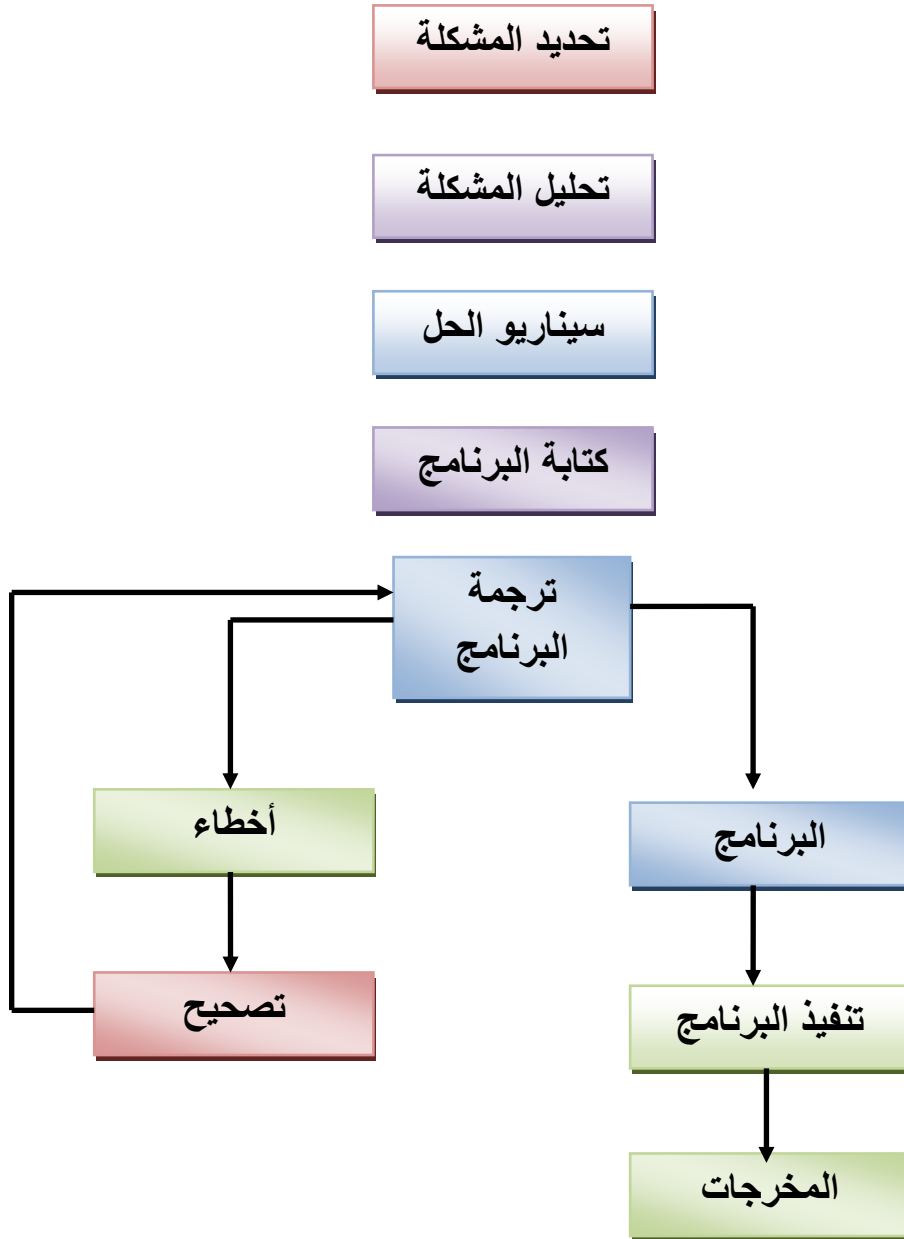 تحديد المشكلة
تحليل المشكلة
سيناريو الحل
كتابة البرنامج
ترجمة
البرنامج
أخطاء
البرنامج
تصحيح
تنفيذ البرنامج
المخرجات